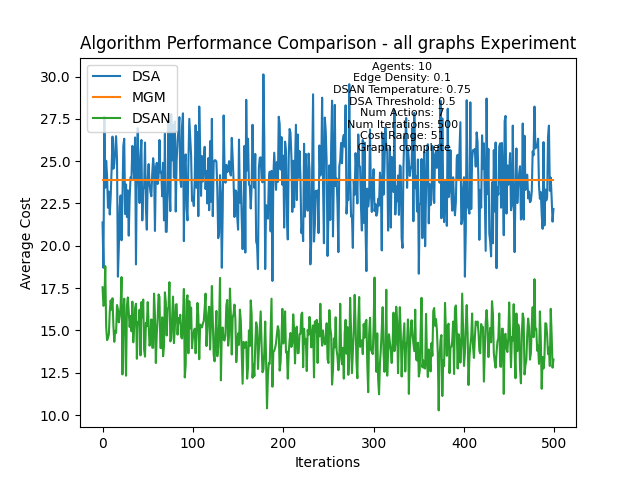 Algorithm Performance Comparison - all graphs Experiment
DSA
MGM
DSAN
Agents: 10
Edge Density: 0.1
DSAN Temperature: 0.75
DSA Threshold: 0.5
Num Actions: 7
Num Iterations: 500
Cost Range: 51
Graph: complete
Average Cost
30.0
27.5
25.0
22.5
20.0
17.5
15.0
12.5
10.0
0
100
200
300
400
500
Iterations